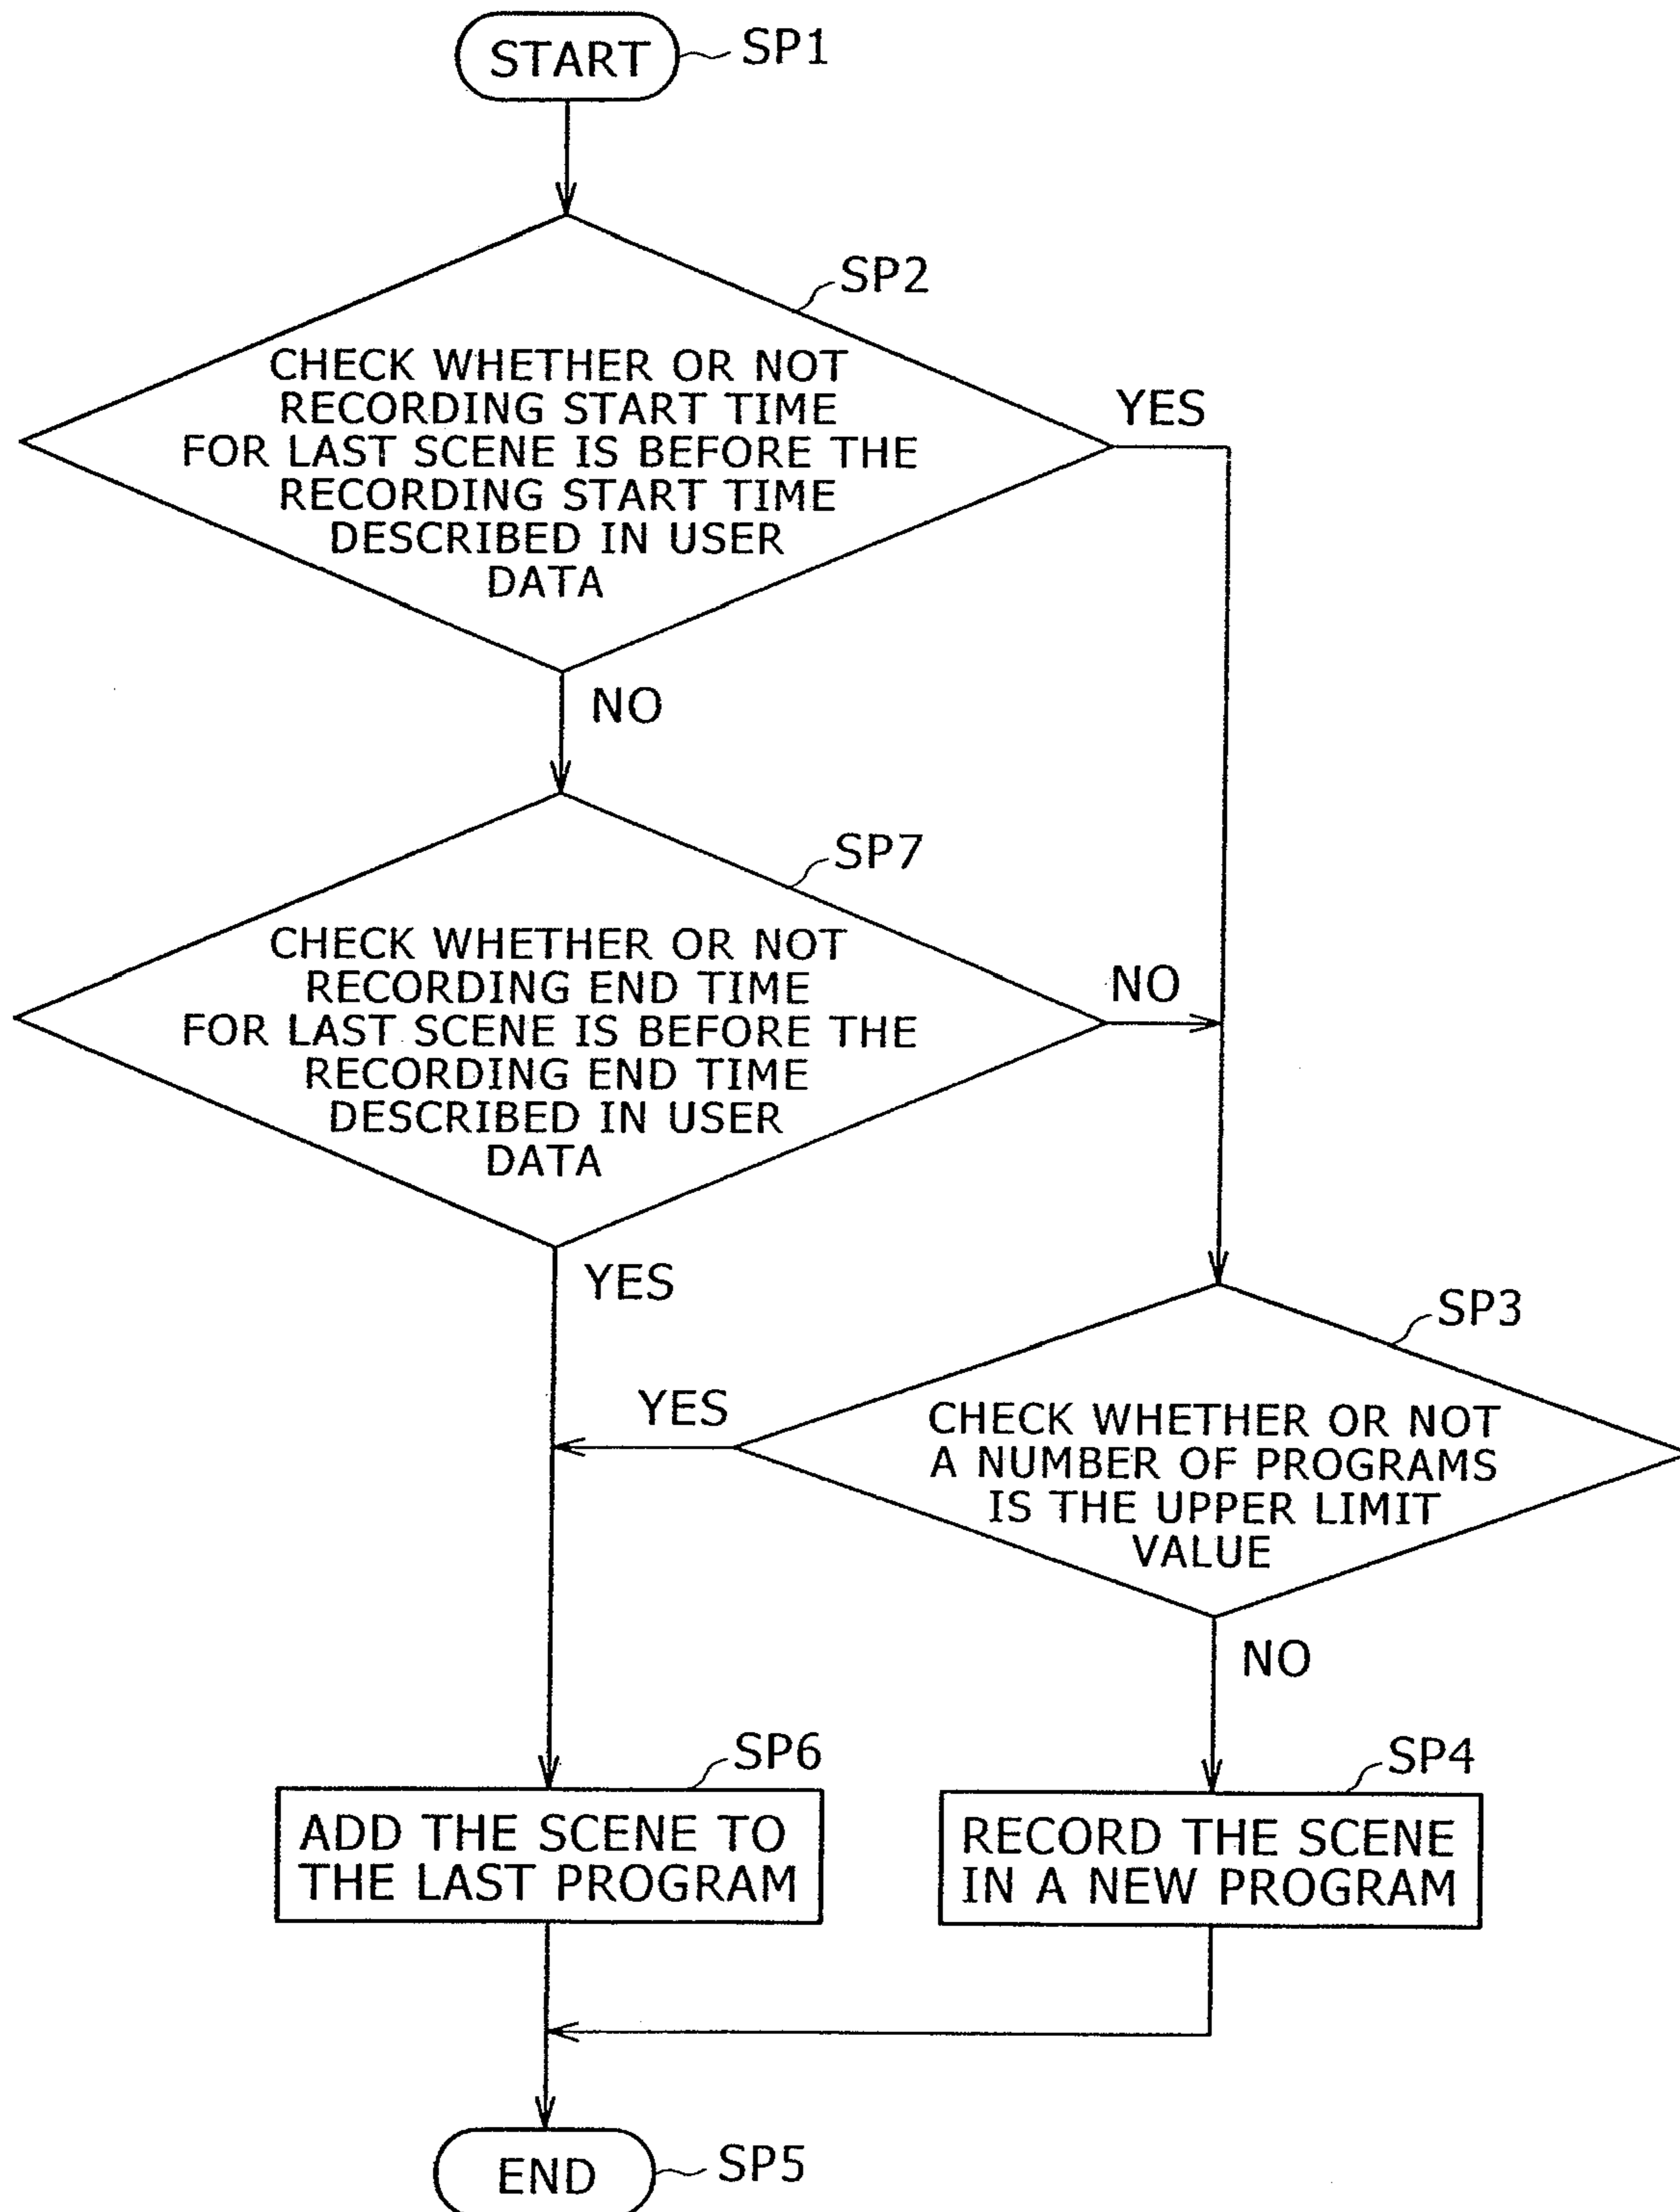 START
SP1
SP2
CHECK WHETHER OR NOT
RECORDING START TIME
FOR LAST SCENE IS BEFORE THE
RECORDING START TIME
DESCRIBED IN USER
DATA
YES
NO
SP7
CHECK WHETHER OR NOT
RECORDING END TIME
FOR LAST SCENE IS BEFORE THE
RECORDING END TIME
DESCRIBED IN USER
DATA
NO
YES
SP3
CHECK WHETHER OR NOT
A NUMBER OF PROGRAMS
IS THE UPPER LIMIT
VALUE
YES
NO
SP6
ADD THE SCENE TO
THE LAST PROGRAM
SP4
RECORD THE SCENE
IN A NEW PROGRAM
END
SP5